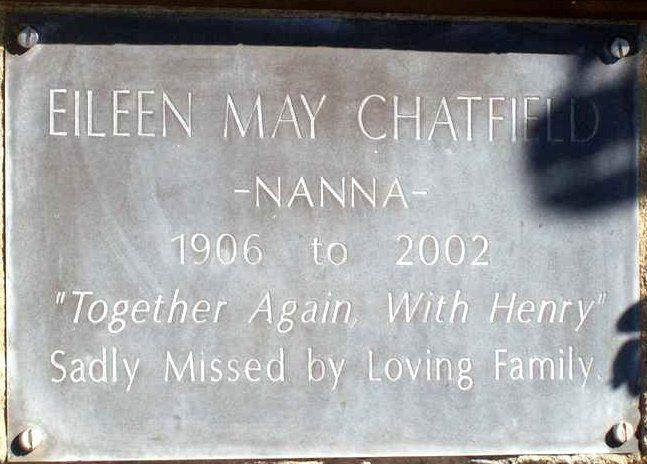 EILEEN MAY CHATFIELD
-NANNA-
1906 to 2002
"Together Again, With Henry"
Sadly Missed by Loving Family.